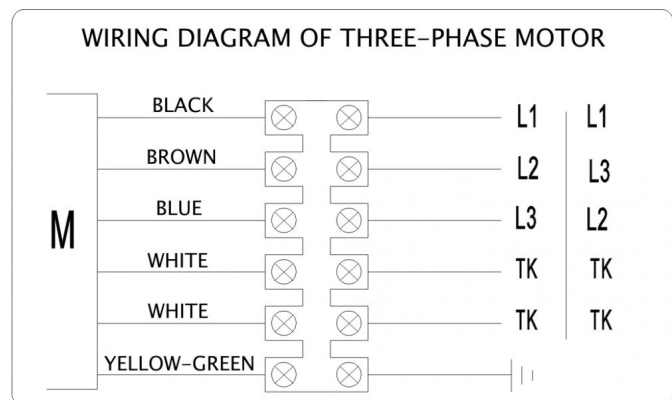 WIRING DIAGRAM OF THREE-PHASE MOTOR
BLACK L1 L1
BROWN L2 L3
BLUE L3 L2
M
WHITE TK TK
WHITE TK TK
YELLOW-GREEN